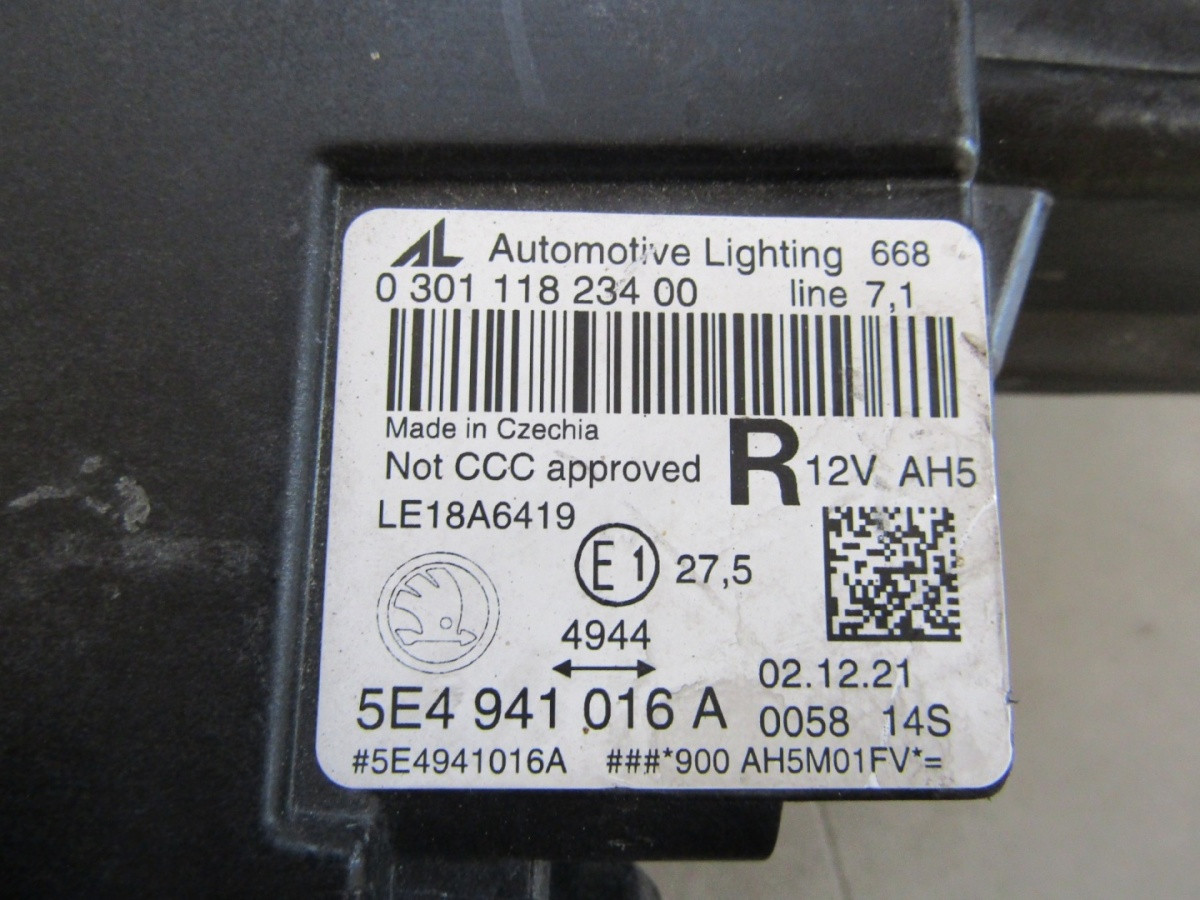 AL Automotive Lighting 668
0 301 118 234 00 line 7,1
Made in Czechia
Not CCC approved R 12V AH5
LE18A6419
E1 27,5
4944
02.12.21
5E4 941 016 A 0058 14S
#5E4941016A ###*900 AH5M01FV*=